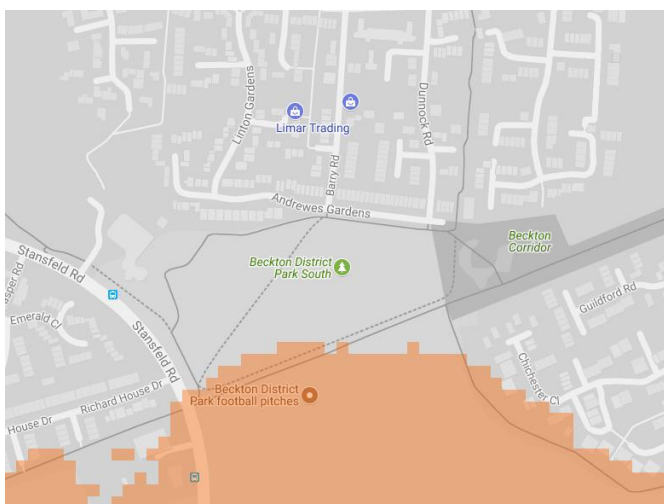 Linton Gardens
Limar Trading
Barry Rd
Dunnock Rd
Andrewes Gardens
Beckton
Corridor
Beckton District
Park South
Stansfeld Rd
Emerald Cl
Stansfeld Rd
Guildford Rd
Chichester Cl
Richard House Dr
House Dr
Beckton District
Park football pitches